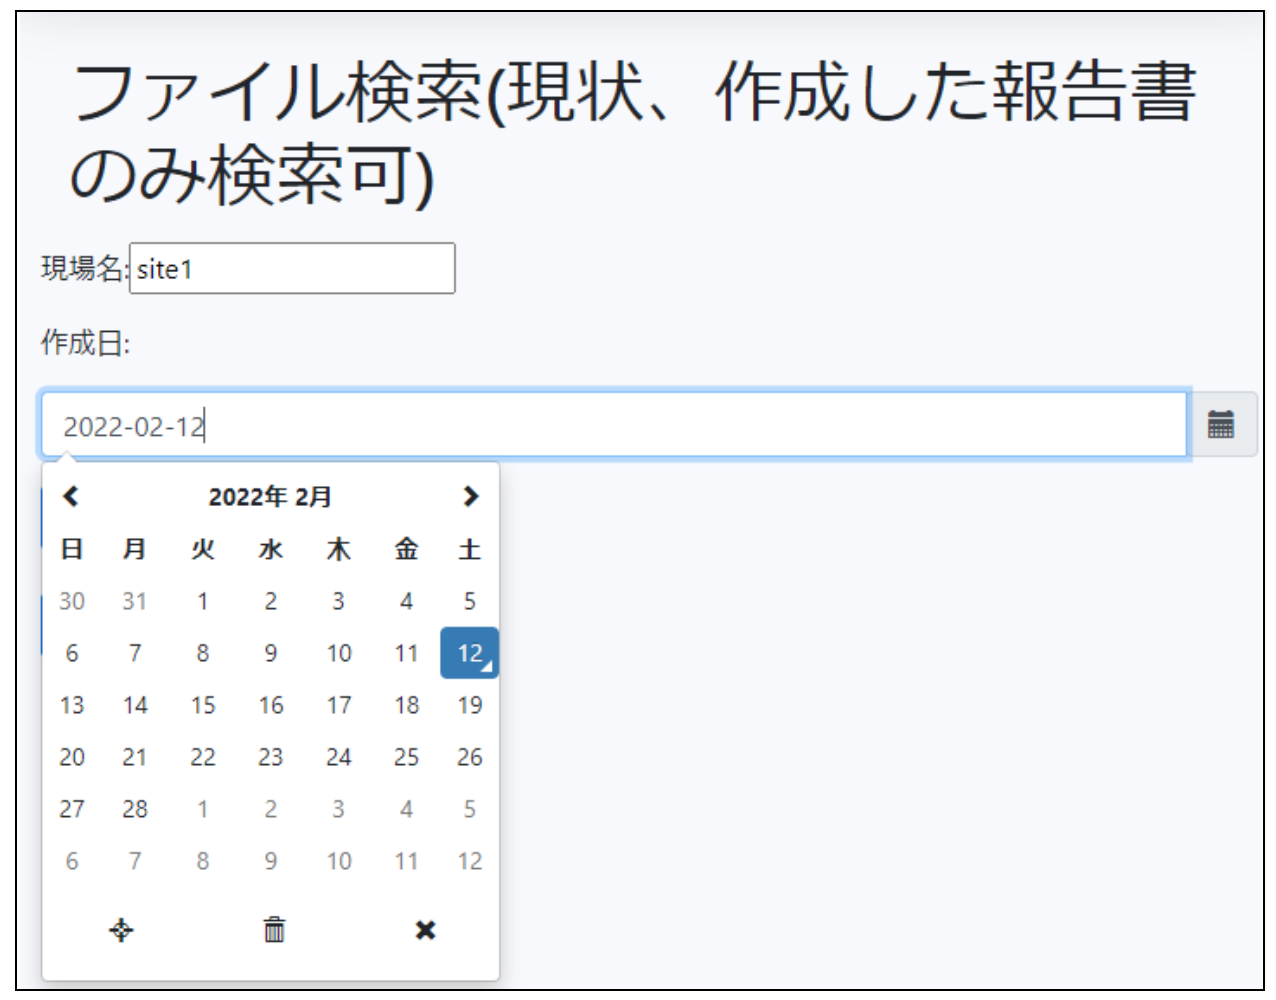 ファイル検索(現状、作成した報告書
のみ検索可)
現場名: site1
作成日:
2022-02-12
2022年 2月
日 月 火 水 木 金 土
30 31 1 2 3 4 5
6 7 8 9 10 11 12
13 14 15 16 17 18 19
20 21 22 23 24 25 26
27 28 1 2 3 4 5
6 7 8 9 10 11 12